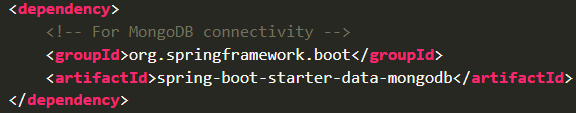 <dependency>
    <!-- For MongoDB connectivity -->
    <groupId>org.springframework.boot</groupId>
    <artifactId>spring-boot-starter-data-mongodb</artifactId>
</dependency>